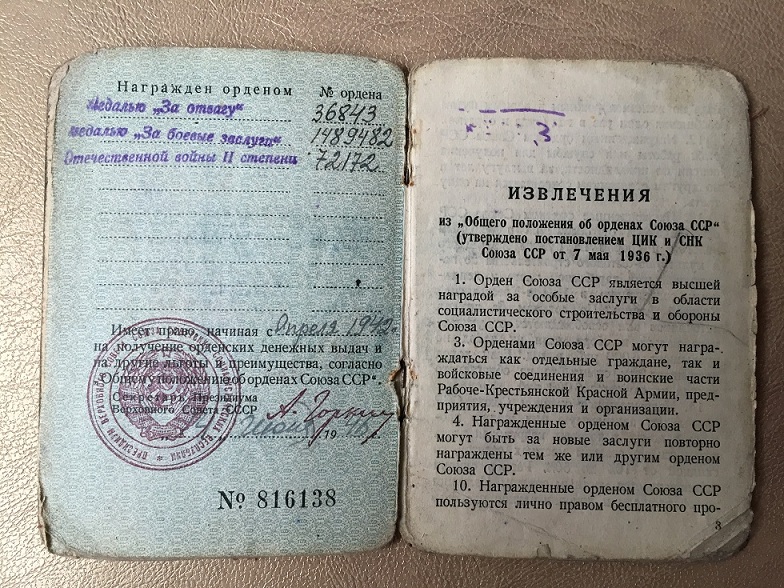 Награжден орденом № ордена
Медалью „За отвагу“ 36843
медалью „За боевые заслуги“ 1489482
Отечественной войны II степени 72172
Имеет право, начиная с Апреля 1942 г.
на получение орденских денежных выдач и
на другие льготы и преимущества, согласно
„Общему положению об орденах Союза ССР“.
Секретарь Президиума
Верховного Совета СССР А. Горкин
4 194
№ 816138
3
ИЗВЛЕЧЕНИЯ
из „Общего положения об орденах Союза ССР“
(утверждено постановлением ЦИК и СНК
Союза ССР от 7 мая 1936 г.)
1. Орден Союза ССР является высшей
наградой за особые заслуги в области
социалистического строительства и обороны
Союза ССР.
3. Орденами Союза ССР могут награ-
ждаться как отдельные граждане, так и
войсковые соединения и воинские части
Рабоче-Крестьянской Красной Армии, пред-
приятия, учреждения и организации.
4. Награжденные орденом Союза ССР
могут быть за новые заслуги повторно
награждены тем же или другим орденом
Союза ССР.
10. Награжденные орденом Союза ССР
пользуются лично правом бесплатного про-
3